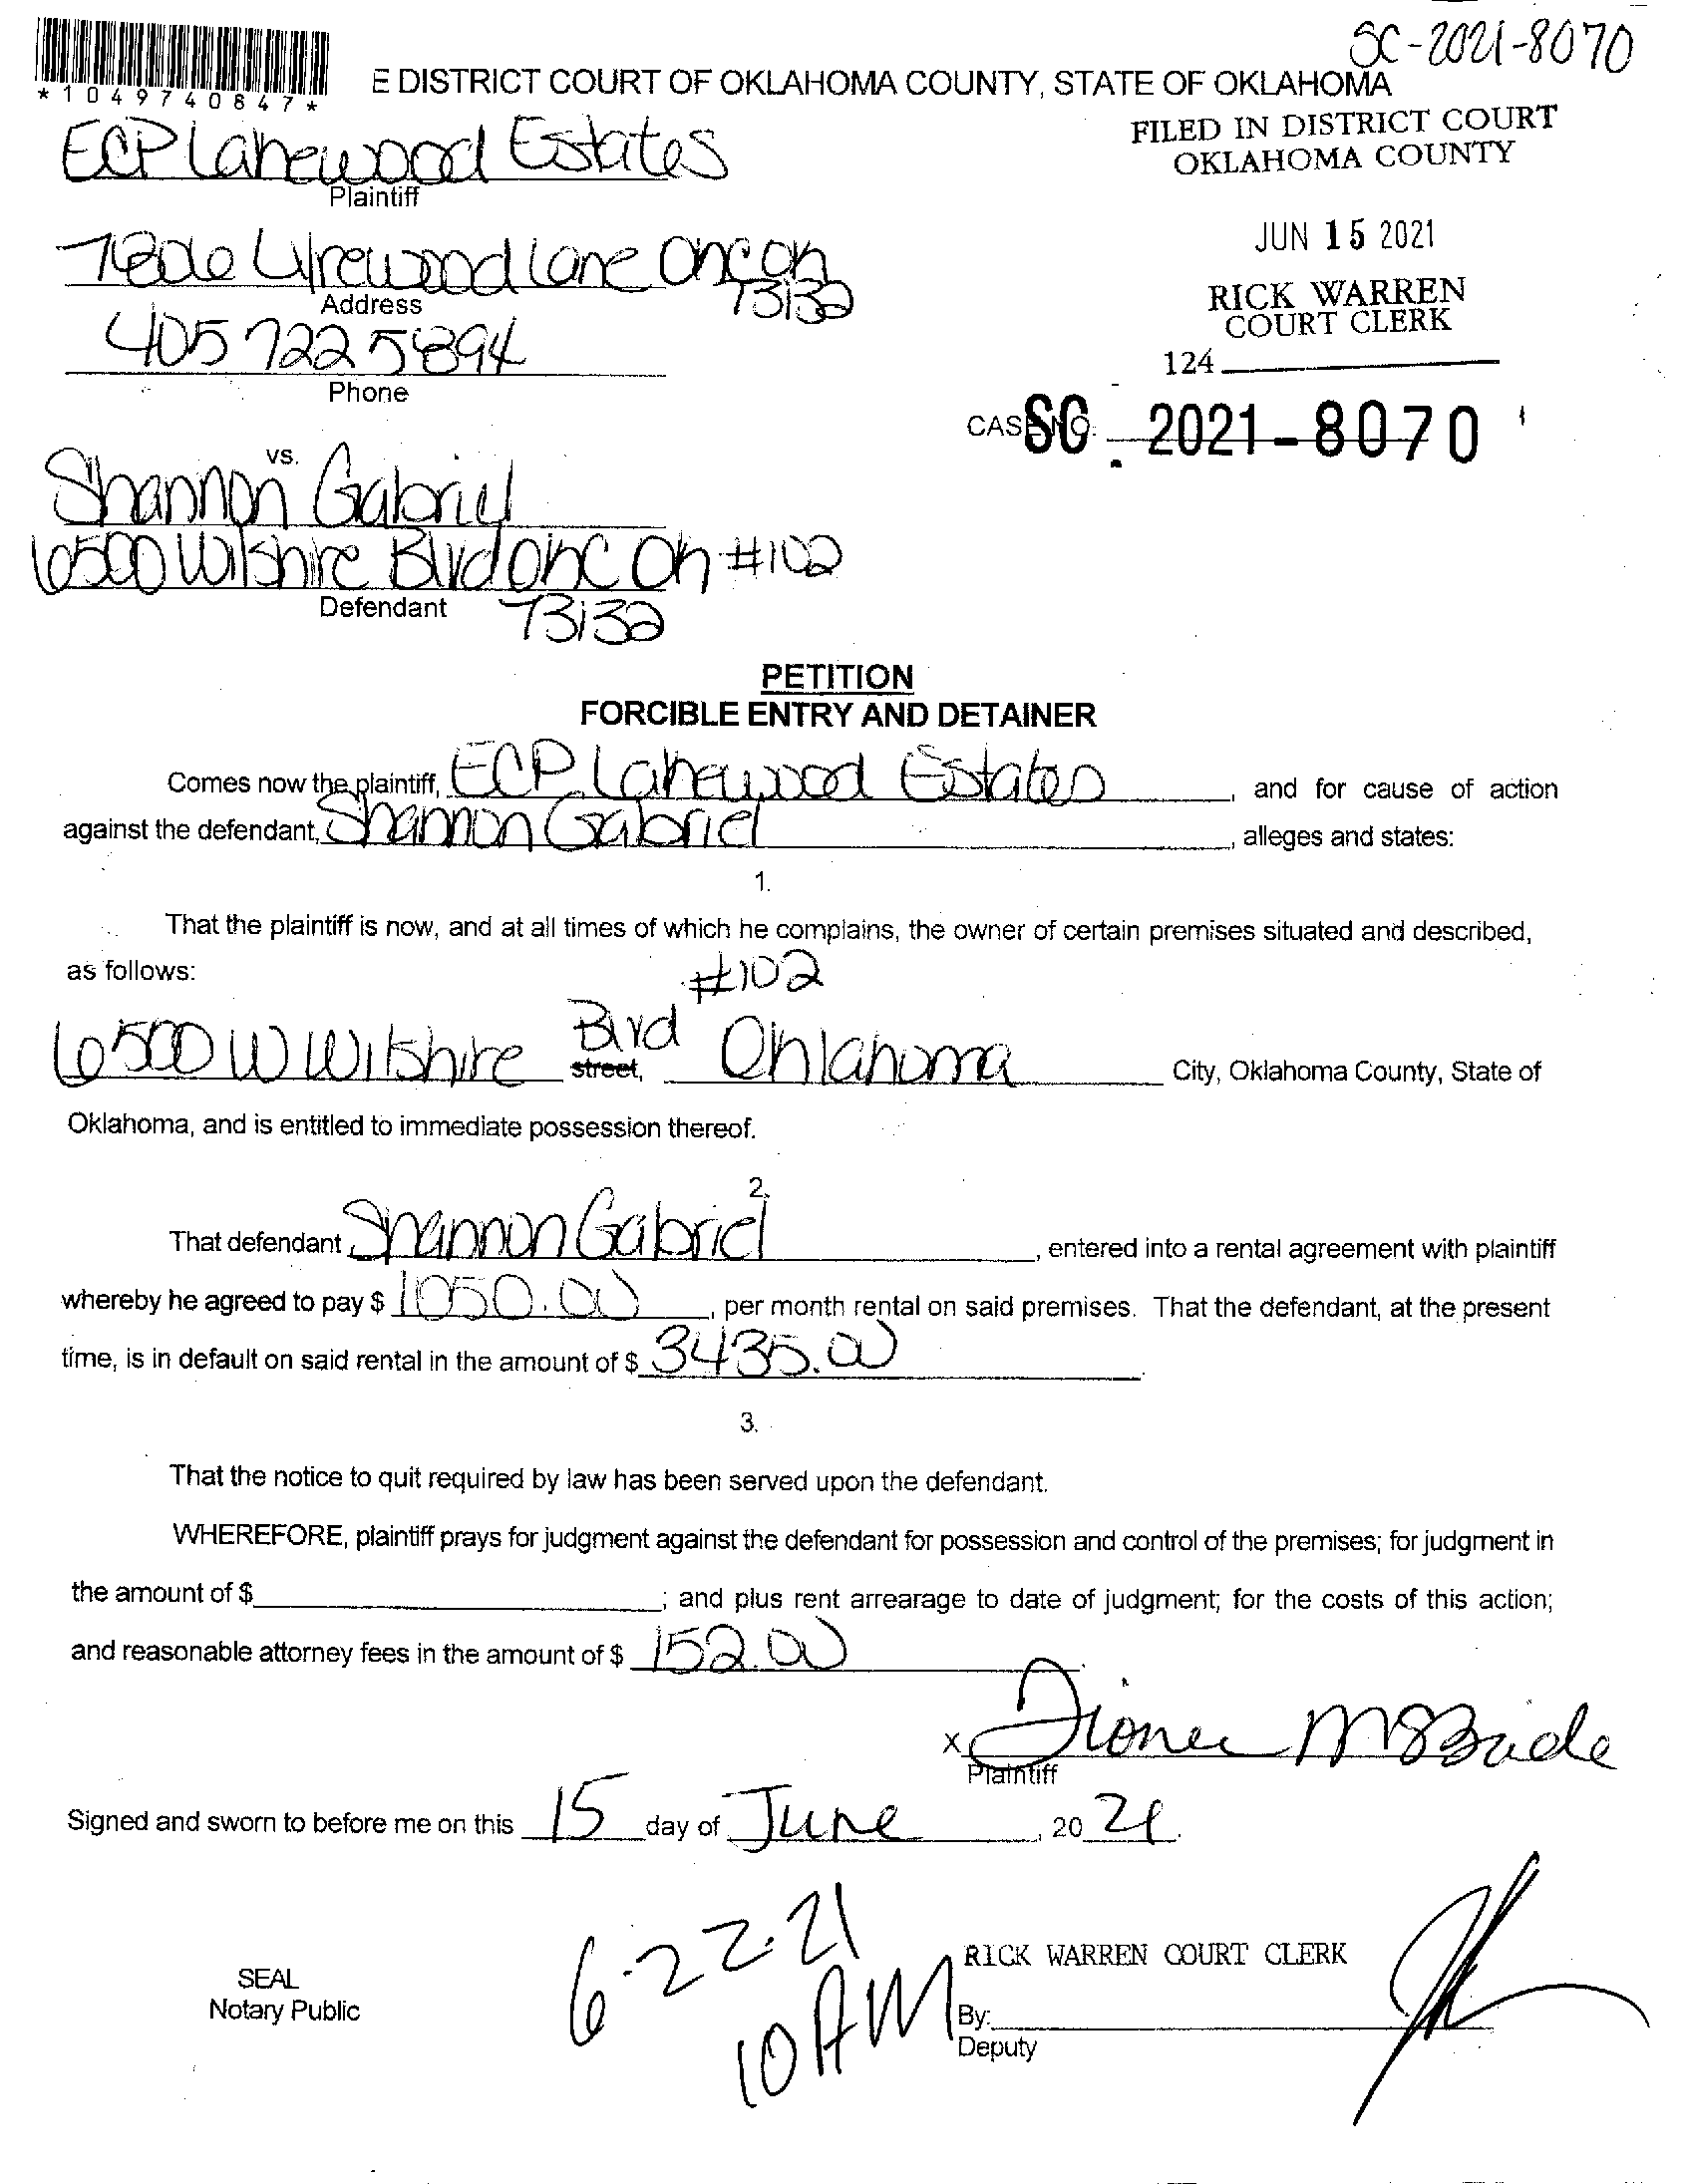 SC-2021-8070
*1049740847*
E DISTRICT COURT OF OKLAHOMA COUNTY, STATE OF OKLAHOMA
FILED IN DISTRICT COURT
OKLAHOMA COUNTY
JUN 15 2021
RICK WARREN
COURT CLERK
124
ECP Lakewood Estates
Plaintiff
Lane OKC OK
73132
Address
405 722 5894
Phone
CASE NO. SC 2021-8070
vs.
Shannon Gabriel
6500 Wilshire Blvd OKC OK #102
Defendant 73132
PETITION
FORCIBLE ENTRY AND DETAINER
Comes now the plaintiff, ECP Lakewood Estates, and for cause of action
against the defendant, Shannon Gabriel, alleges and states:
1.
That the plaintiff is now, and at all times of which he complains, the owner of certain premises situated and described,
as follows:
#102
6500 W Wilshire Blvd street, Oklahoma City, Oklahoma County, State of
Oklahoma, and is entitled to immediate possession thereof.
2.
That defendant, Shannon Gabriel, entered into a rental agreement with plaintiff
whereby he agreed to pay $ 1050.00, per month rental on said premises. That the defendant, at the present
time, is in default on said rental in the amount of $ 3435.00
3.
That the notice to quit required by law has been served upon the defendant.
WHEREFORE, plaintiff prays for judgment against the defendant for possession and control of the premises; for judgment in
the amount of $ ; and plus rent arrearage to date of judgment; for the costs of this action;
and reasonable attorney fees in the amount of $ 152.00
X McBride
Plaintiff
Signed and sworn to before me on this 15 day of June, 20 21.
6-22-21
10 AM
RICK WARREN COURT CLERK
SEAL
Notary Public
By:
Deputy